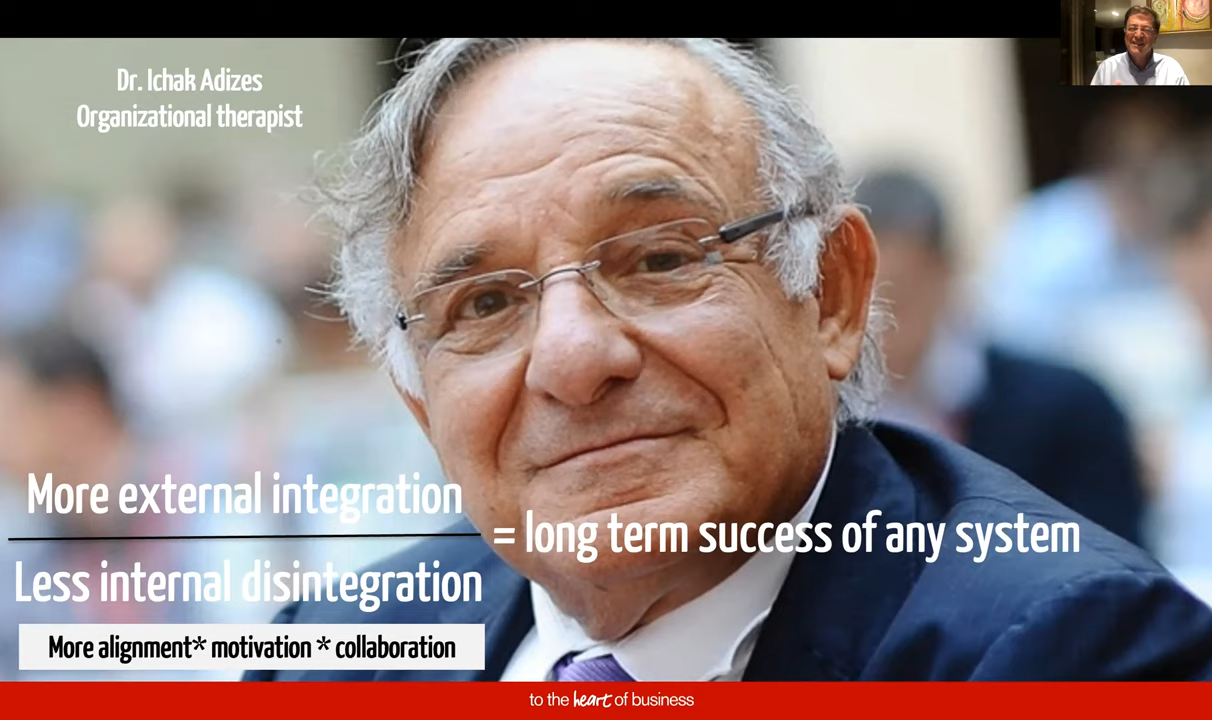 Dr. Ichak Adizes
Organizational therapist
More external integration
= long term success of any system
Less internal disintegration
More alignment* motivation * collaboration
to the heart of business